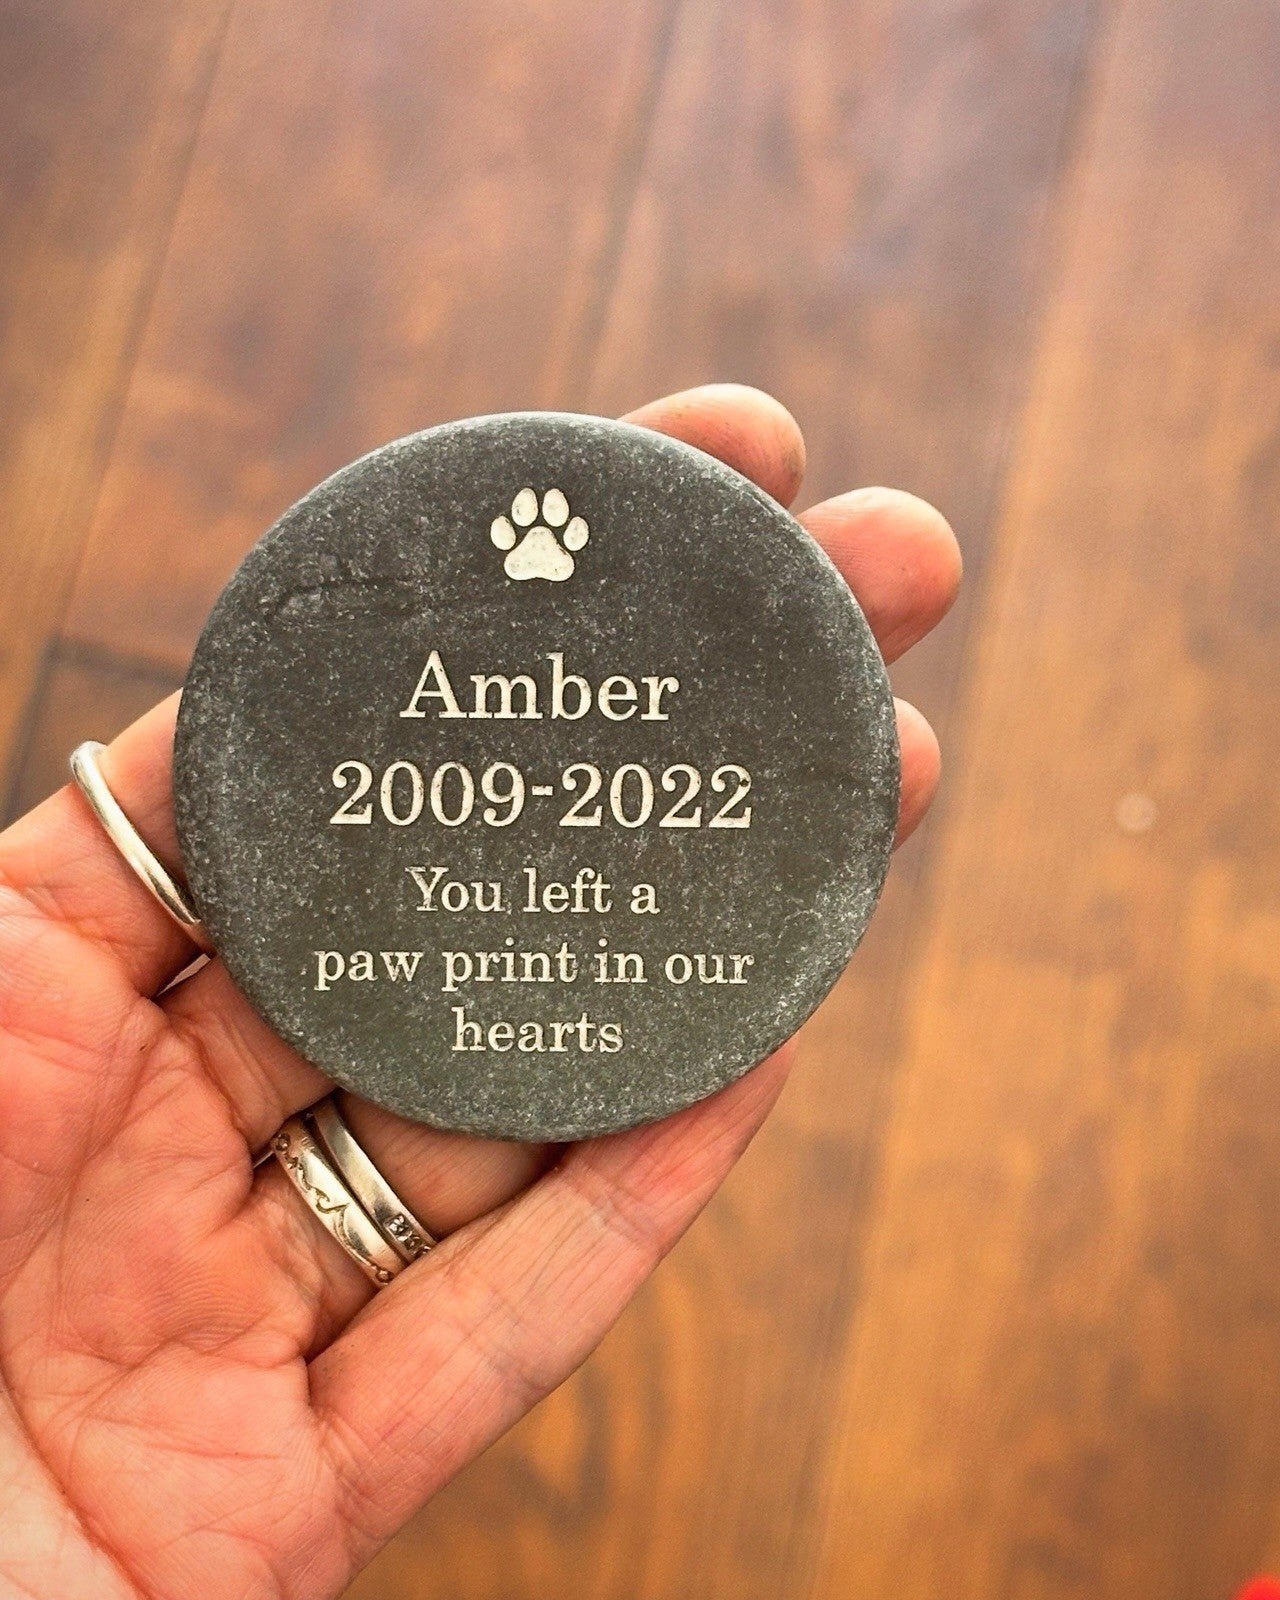 Amber
2009-2022
You left a
paw print in our
hearts